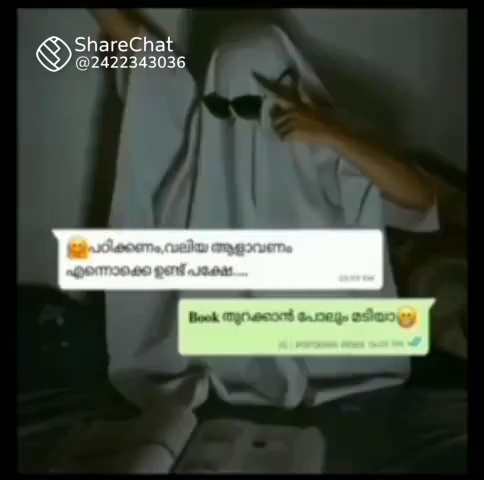 ShareChat
@2422343036
🤗പഠിക്കണം,വലിയ ആളാവണം
എന്നൊക്കെ ഉണ്ട് പക്ഷേ....
Book തുറക്കാൻ പോലും മടിയാ🤭